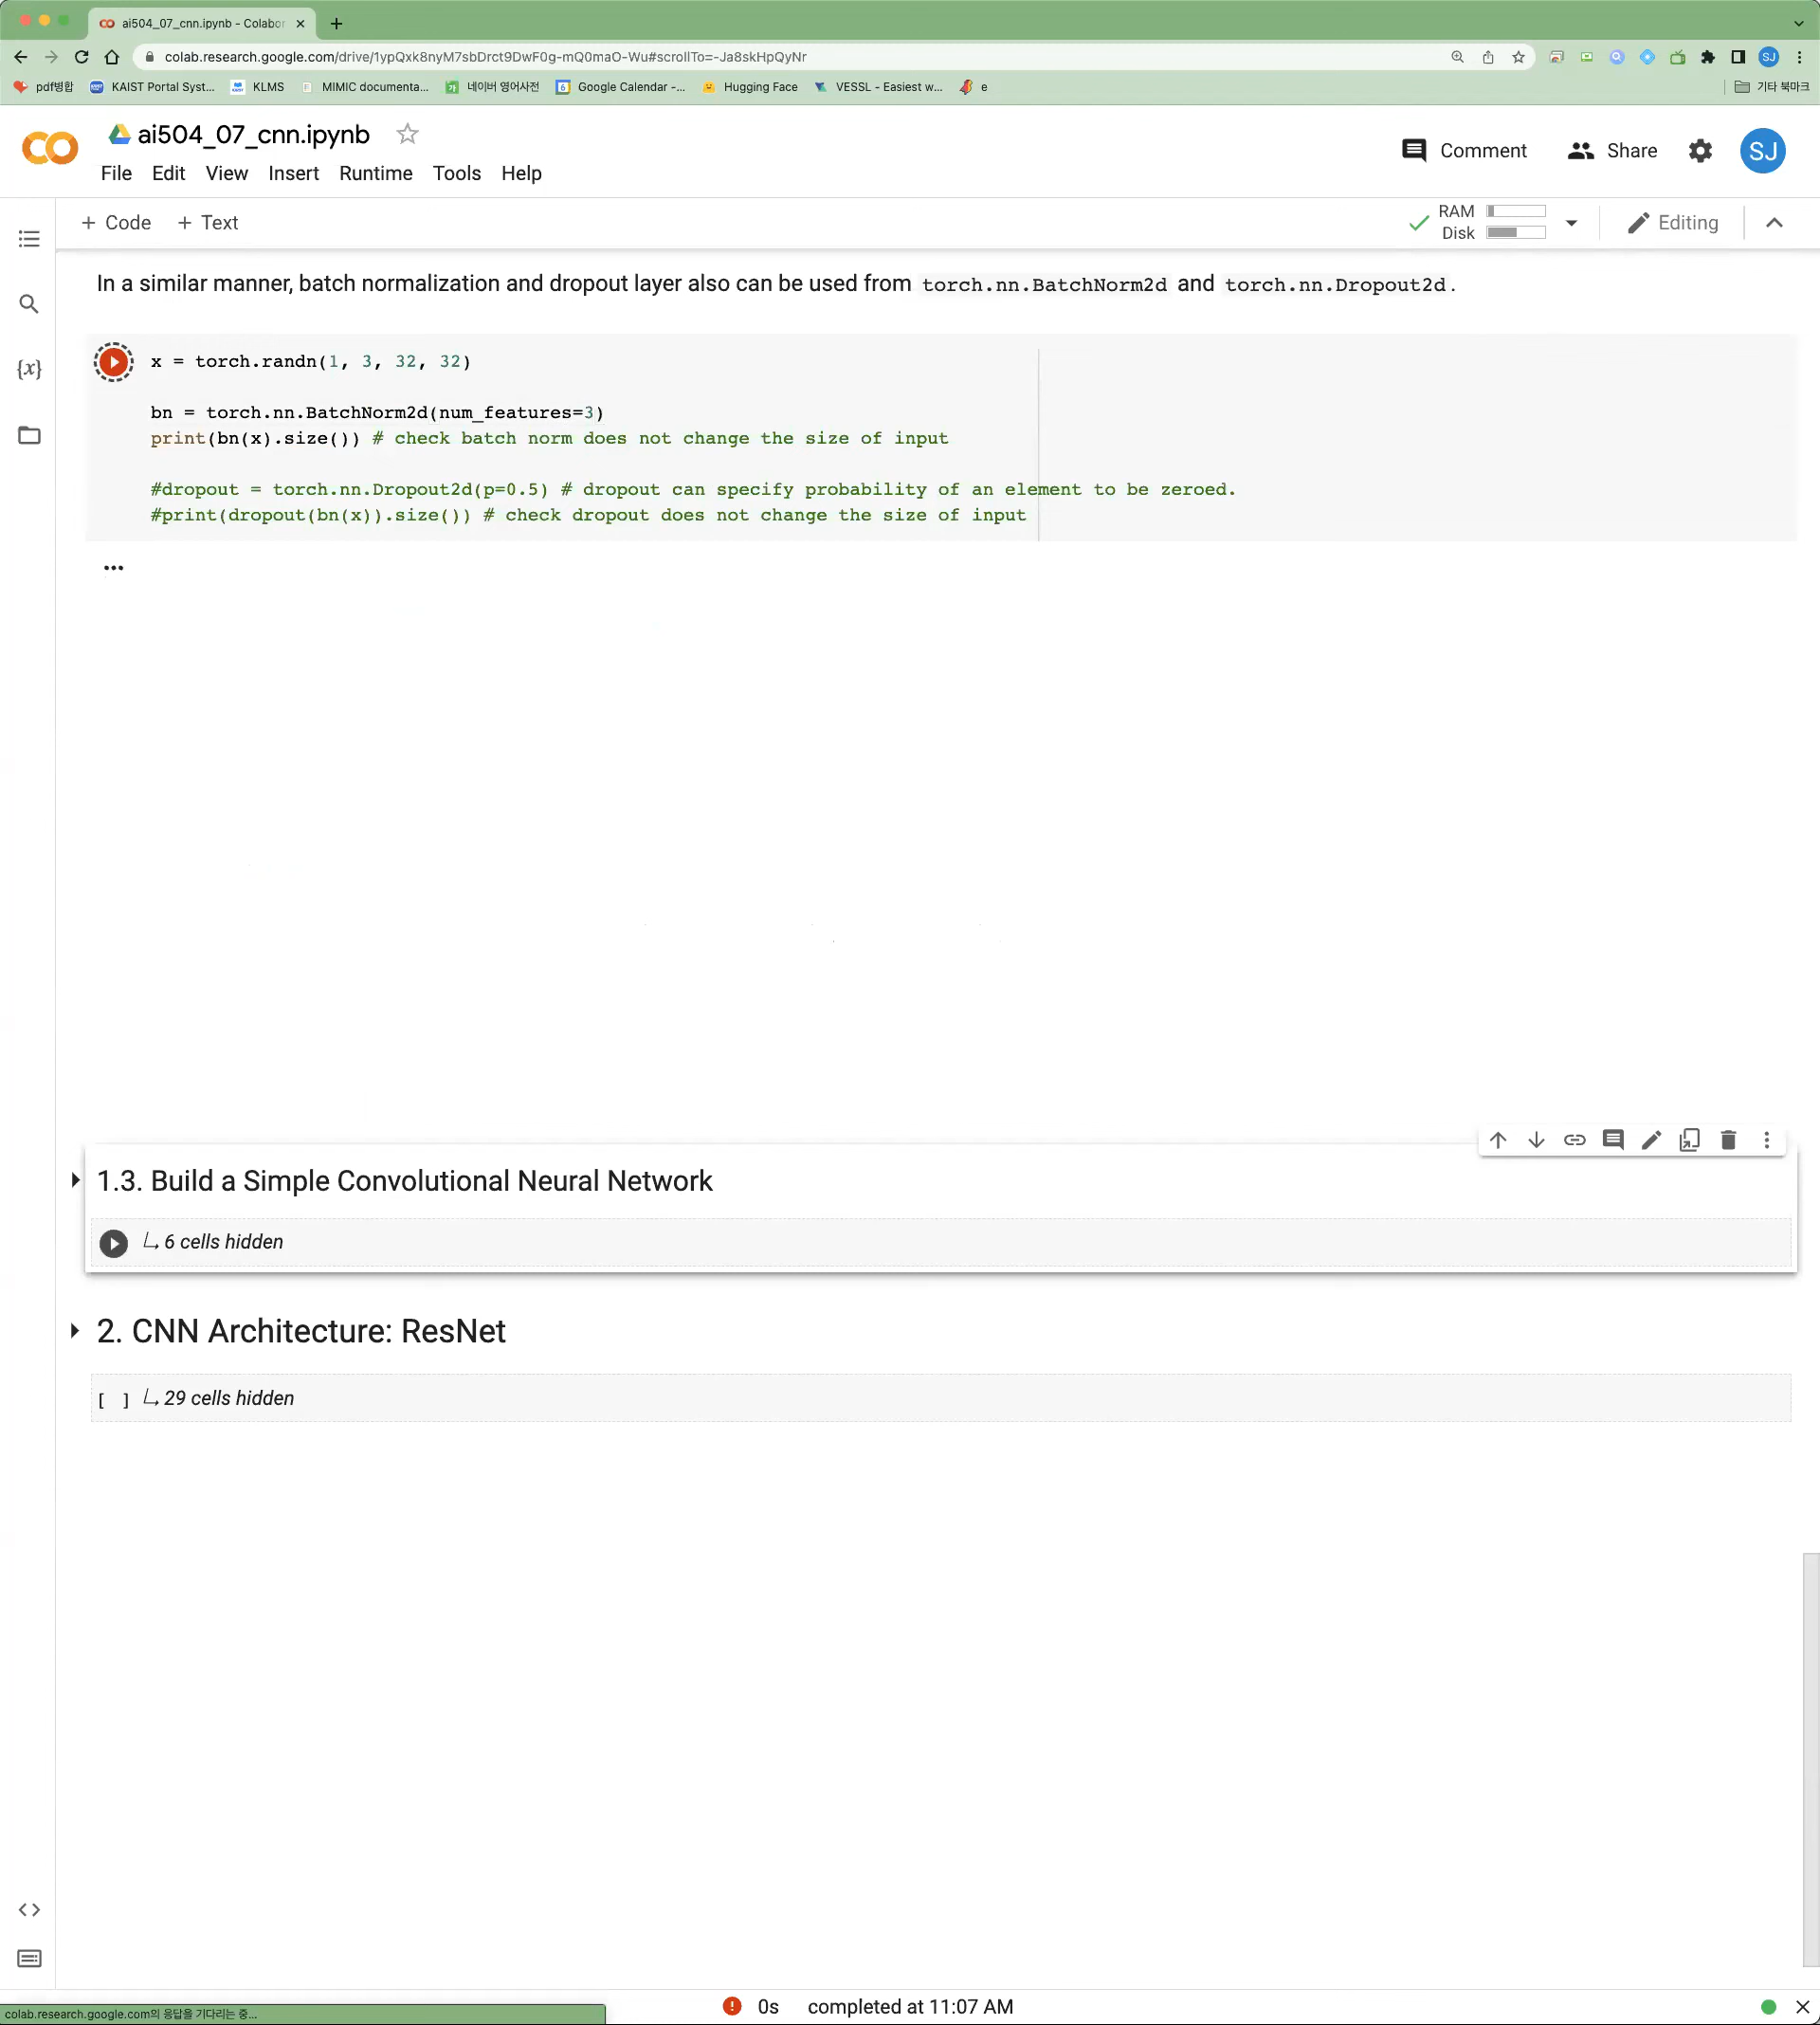 ai504_07_cnn.ipynb - Colabor
colab.research.google.com/drive/1ypQxk8nyM7sbDrct9DwF0g-mQ0maO-Wu#scrollTo=-Ja8skHpQyNr
SJ
pdf병합 KAIST Portal Syst... KLMS MIMIC documenta... 네이버 영어사전 Google Calendar -... Hugging Face VESSL - Easiest w... e 기타 북마크
ai504_07_cnn.ipynb
Comment Share SJ
File Edit View Insert Runtime Tools Help
+ Code + Text
RAM
Disk
Editing
In a similar manner, batch normalization and dropout layer also can be used from torch.nn.BatchNorm2d and torch.nn.Dropout2d.
{x}
x = torch.randn(1, 3, 32, 32)
bn = torch.nn.BatchNorm2d(num_features=3)
print(bn(x).size()) # check batch norm does not change the size of input
#dropout = torch.nn.Dropout2d(p=0.5) # dropout can specify probability of an element to be zeroed.
#print(dropout(bn(x)).size()) # check dropout does not change the size of input
1.3. Build a Simple Convolutional Neural Network
6 cells hidden
2. CNN Architecture: ResNet
[ ] 29 cells hidden
colab.research.google.com의 응답을 기다리는 중...
0s completed at 11:07 AM